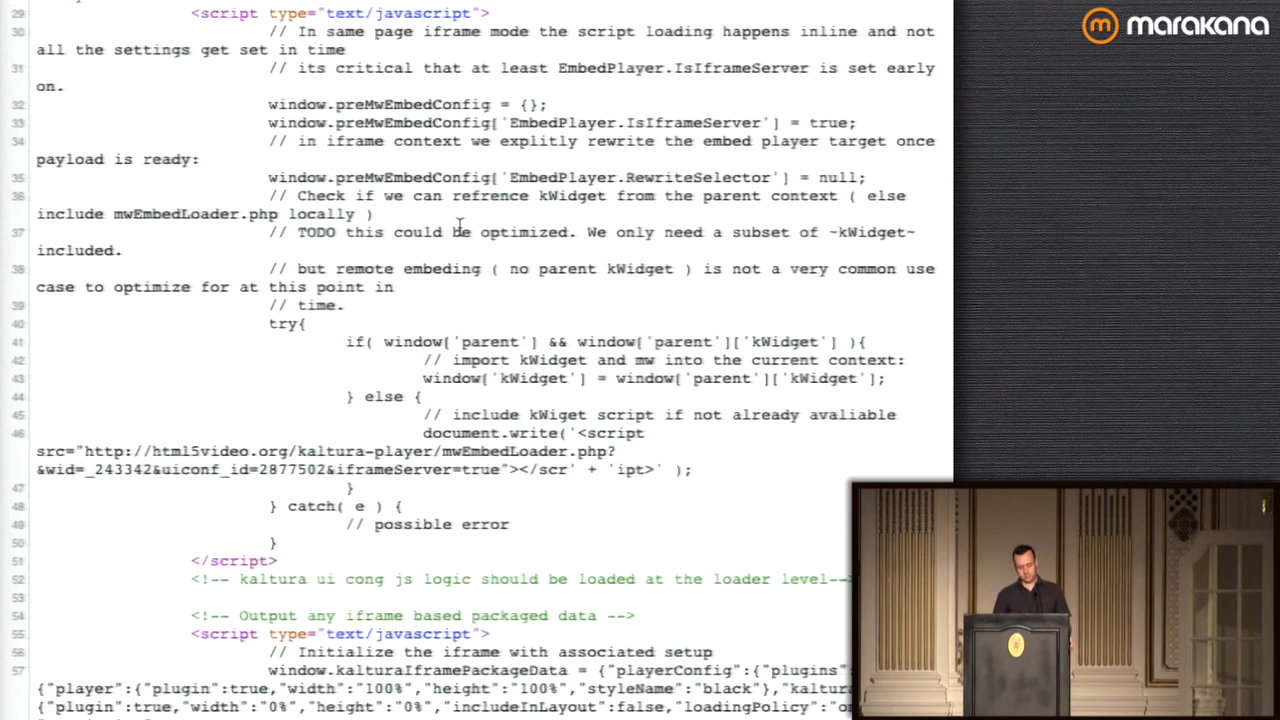 marakana
29 <script type="text/javascript">
30 // In same page iframe mode the script loading happens inline and not
all the settings get set in time
31 // its critical that at least EmbedPlayer.IsIframeServer is set early
on.
32 window.preMwEmbedConfig = {};
33 window.preMwEmbedConfig['EmbedPlayer.IsIframeServer'] = true;
34 // in iframe context we explitly rewrite the embed player target once
payload is ready:
35 window.preMwEmbedConfig['EmbedPlayer.RewriteSelector'] = null;
36 // Check if we can refrence kWidget from the parent context ( else
include mwEmbedLoader.php locally )
37 // TODO this could be optimized. We only need a subset of ~kWidget~
included.
38 // but remote embeding ( no parent kWidget ) is not a very common use
case to optimize for at this point in
39 // time.
40 try{
41 if( window['parent'] && window['parent']['kWidget'] ){
42 // import kWidget and mw into the current context:
43 window['kWidget'] = window['parent']['kWidget'];
44 } else {
45 // include kWiget script if not already avaliable
46 document.write('<script
src="http://html5video.org/kaltura-player/mwEmbedLoader.php?
&wid=_243342&uiconf_id=2877502&iframeServer=true"></scr' + 'ipt>' );
47 }
48 } catch( e ) {
49 // possible error
50 }
51 </script>
52 <!-- kaltura ui cong js logic should be loaded at the loader level--
53
54 <!-- Output any iframe based packaged data -->
55 <script type="text/javascript">
56 // Initialize the iframe with associated setup
57 window.kalturaIframePackageData = {"playerConfig":{"plugins"
{"player":{"plugin":true,"width":"100%","height":"100%","styleName":"black"},"kaltura
{"plugin":true,"width":"0%","height":"0%","includeInLayout":false,"loadingPolicy":"on